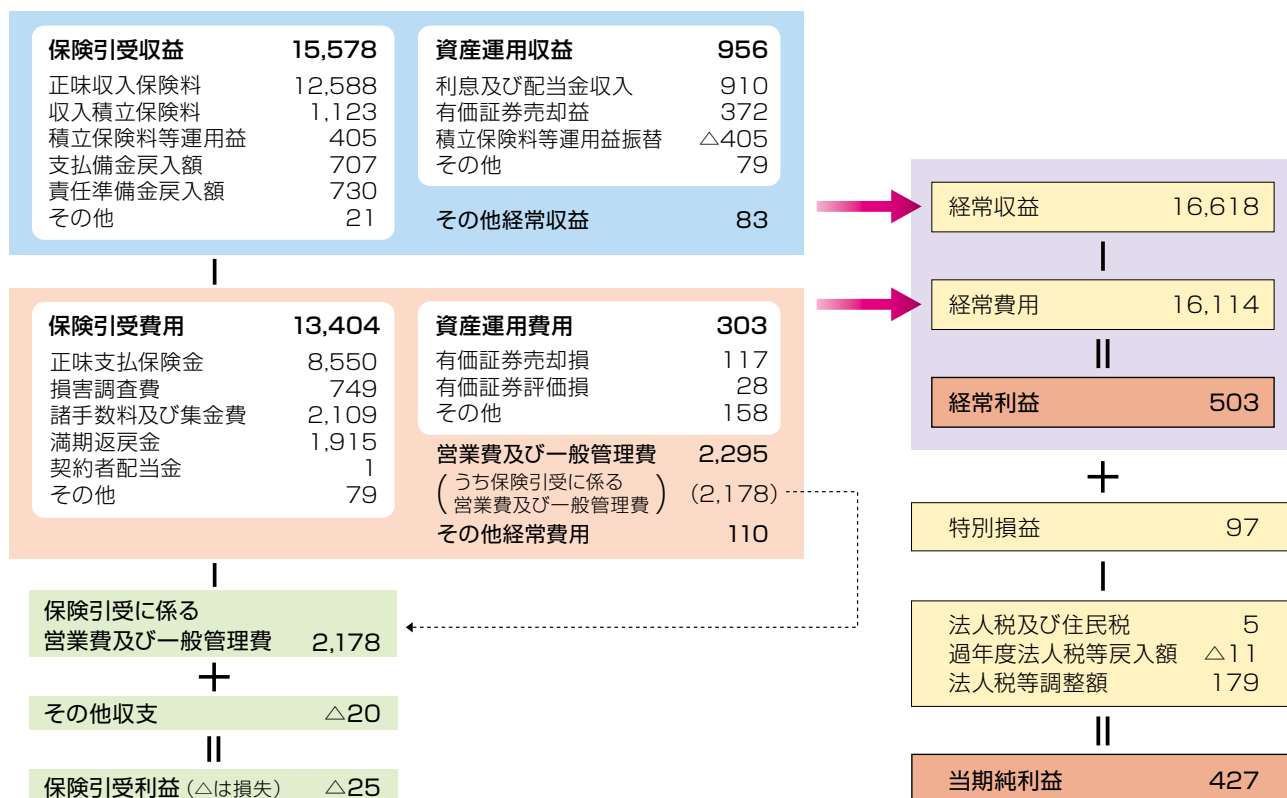 保険引受収益 15,578
正味収入保険料 12,588
収入積立保険料 1,123
積立保険料等運用益 405
支払備金戻入額 707
責任準備金戻入額 730
その他 21
資産運用収益 956
利息及び配当金収入 910
有価証券売却益 372
積立保険料等運用益振替 △405
その他 79
その他経常収益 83
保険引受費用 13,404
正味支払保険金 8,550
損害調査費 749
諸手数料及び集金費 2,109
満期返戻金 1,915
契約者配当金 1
その他 79
資産運用費用 303
有価証券売却損 117
有価証券評価損 28
その他 158
営業費及び一般管理費 2,295
(うち保険引受に係る
営業費及び一般管理費) (2,178)
その他経常費用 110
保険引受に係る
営業費及び一般管理費 2,178
+
その他収支 △20
=
保険引受利益(△は損失) △25
経常収益 16,618
−
経常費用 16,114
=
経常利益 503
+
特別損益 97
−
法人税及び住民税 5
過年度法人税等戻入額 △11
法人税等調整額 179
=
当期純利益 427